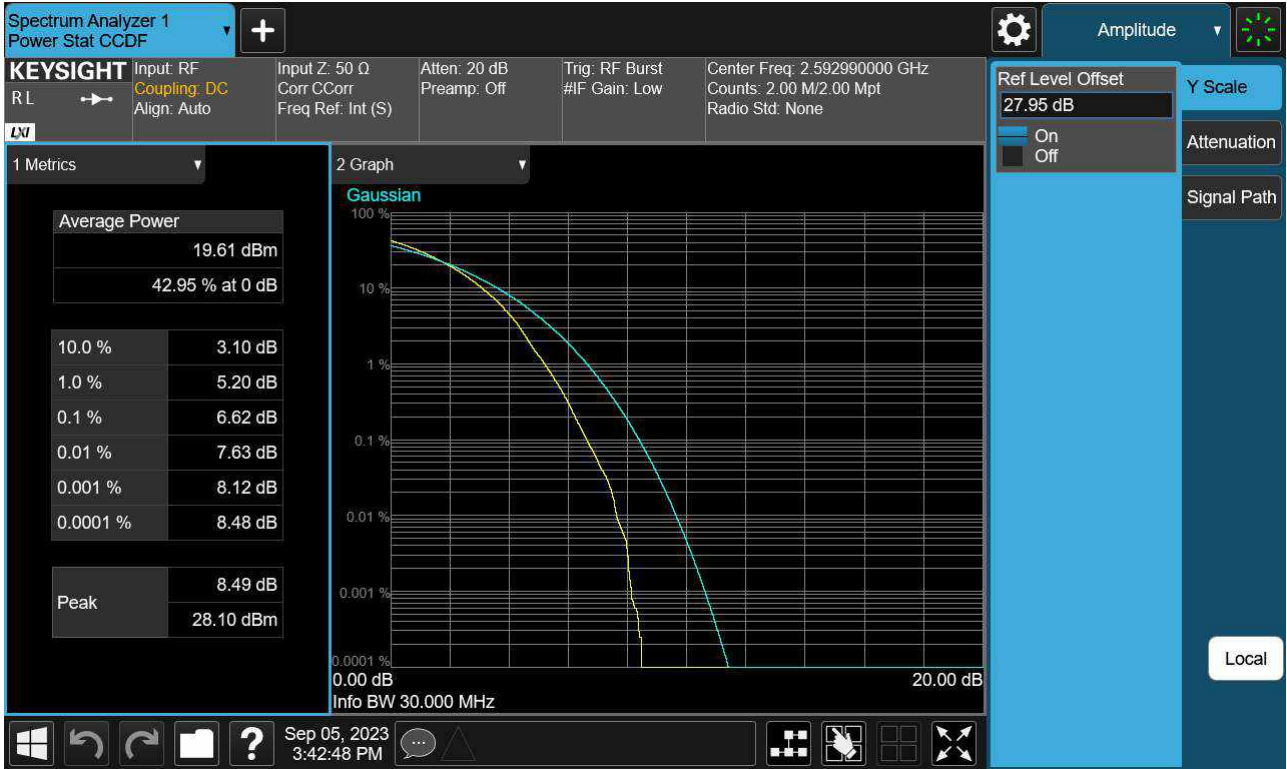 Spectrum Analyzer 1
Power Stat CCDF
+
Amplitude
KEYSIGHT
R L
LXI
Input: RF
Coupling: DC
Align: Auto
Input Z: 50 Ω
Corr CCorr
Freq Ref: Int (S)
Atten: 20 dB
Preamp: Off
Trig: RF Burst
#IF Gain: Low
Center Freq: 2.592990000 GHz
Counts: 2.00 M/2.00 Mpt
Radio Std: None
Ref Level Offset
27.95 dB
On
Off
Y Scale
Attenuation
Signal Path
Local
1 Metrics
Average Power
19.61 dBm
42.95 % at 0 dB
10.0 % 3.10 dB
1.0 % 5.20 dB
0.1 % 6.62 dB
0.01 % 7.63 dB
0.001 % 8.12 dB
0.0001 % 8.48 dB
Peak
8.49 dB
28.10 dBm
2 Graph
Gaussian
100 %
10 %
1 %
0.1 %
0.01 %
0.001 %
0.0001 %
0.00 dB 20.00 dB
Info BW 30.000 MHz
?
Sep 05, 2023
3:42:48 PM